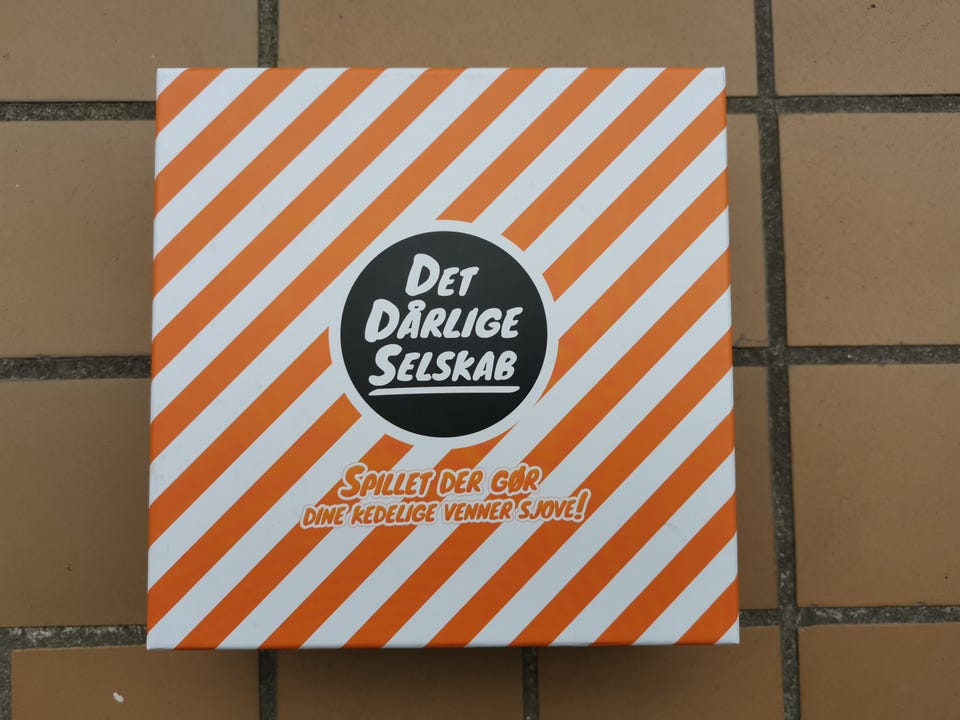 Det
Dårlige
Selskab
Spillet der gør
dine kedelige venner sjove!